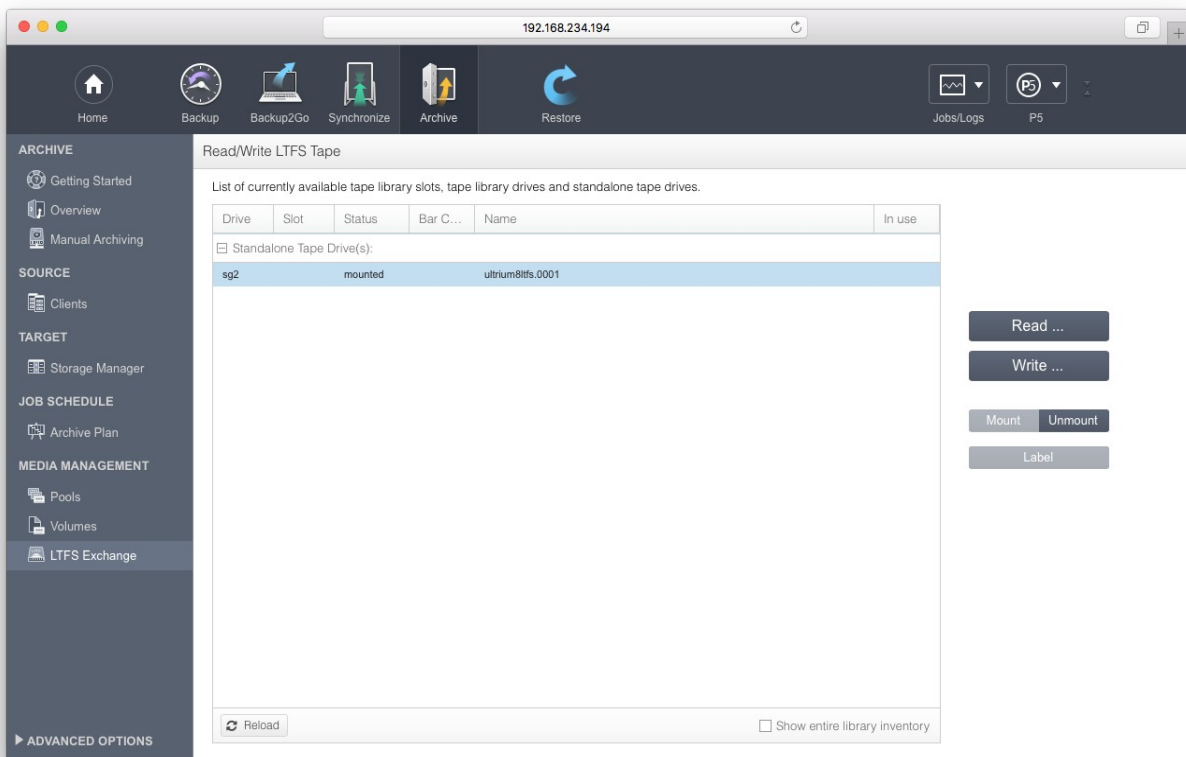 192.168.234.194
Home
Backup
Backup2Go
Synchronize
Archive
Restore
Jobs/Logs
P5
P5
ARCHIVE
Getting Started
Overview
Manual Archiving
SOURCE
Clients
TARGET
Storage Manager
JOB SCHEDULE
Archive Plan
MEDIA MANAGEMENT
Pools
Volumes
LTFS Exchange
ADVANCED OPTIONS
Read/Write LTFS Tape
List of currently available tape library slots, tape library drives and standalone tape drives.
Drive Slot Status Bar C... Name In use
Standalone Tape Drive(s):
sg2 mounted ultrium8ltfs.0001
Read ...
Write ...
Mount Unmount
Label
Reload
Show entire library inventory